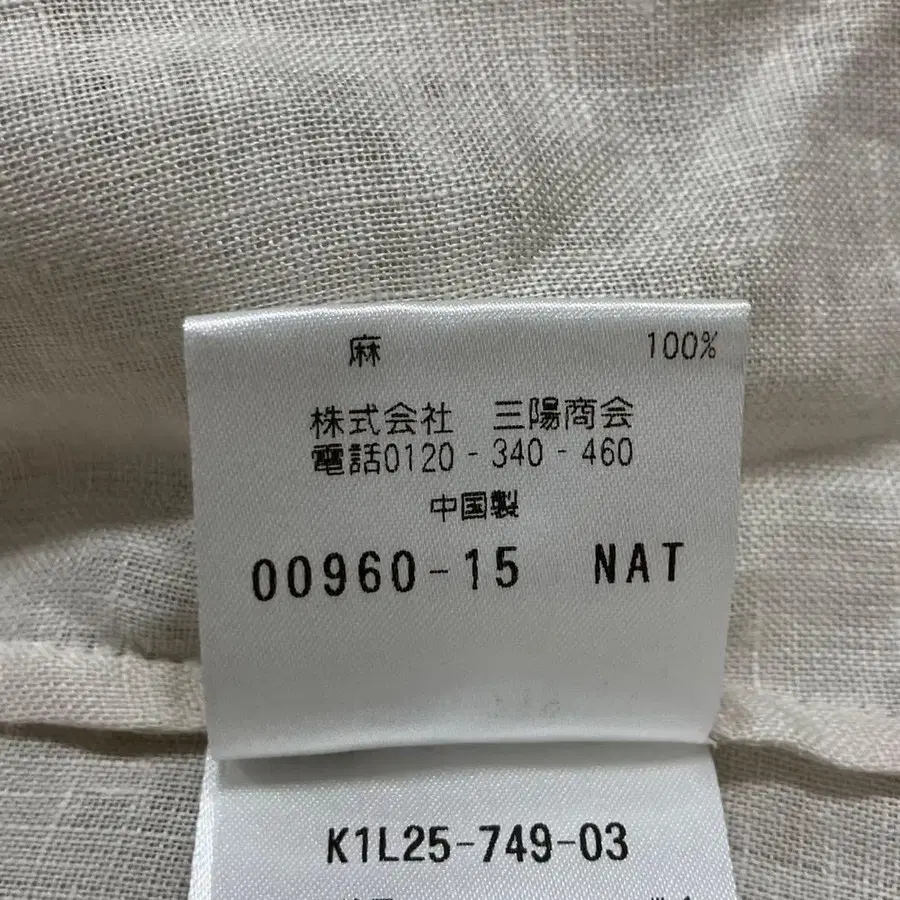 麻 100%
株式会社 三陽商会
電話0120-340-460
中国製
00960-15 NAT
K1L25-749-03